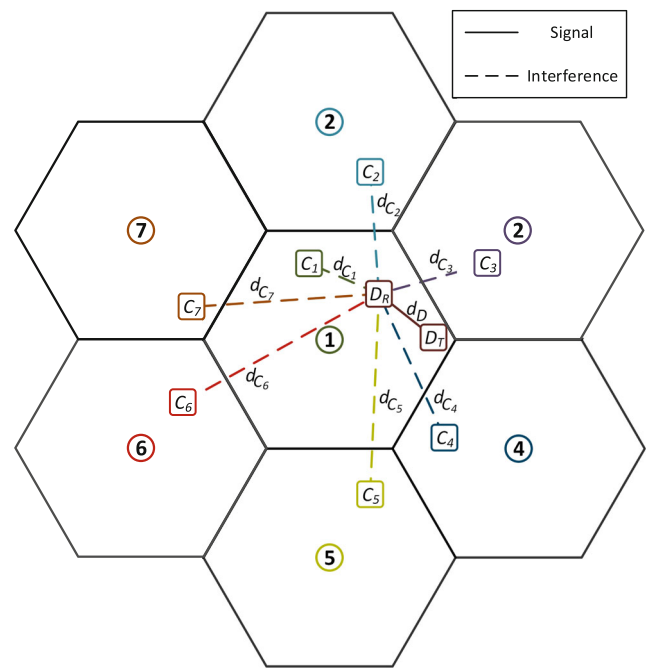 Signal
Interference
2
C2
dC2
7
2
dC3
C3
C1
dC1
dC7
C7
DR
dD
DT
1
dC6
C6
dC5
dC4
C4
6
4
C5
5